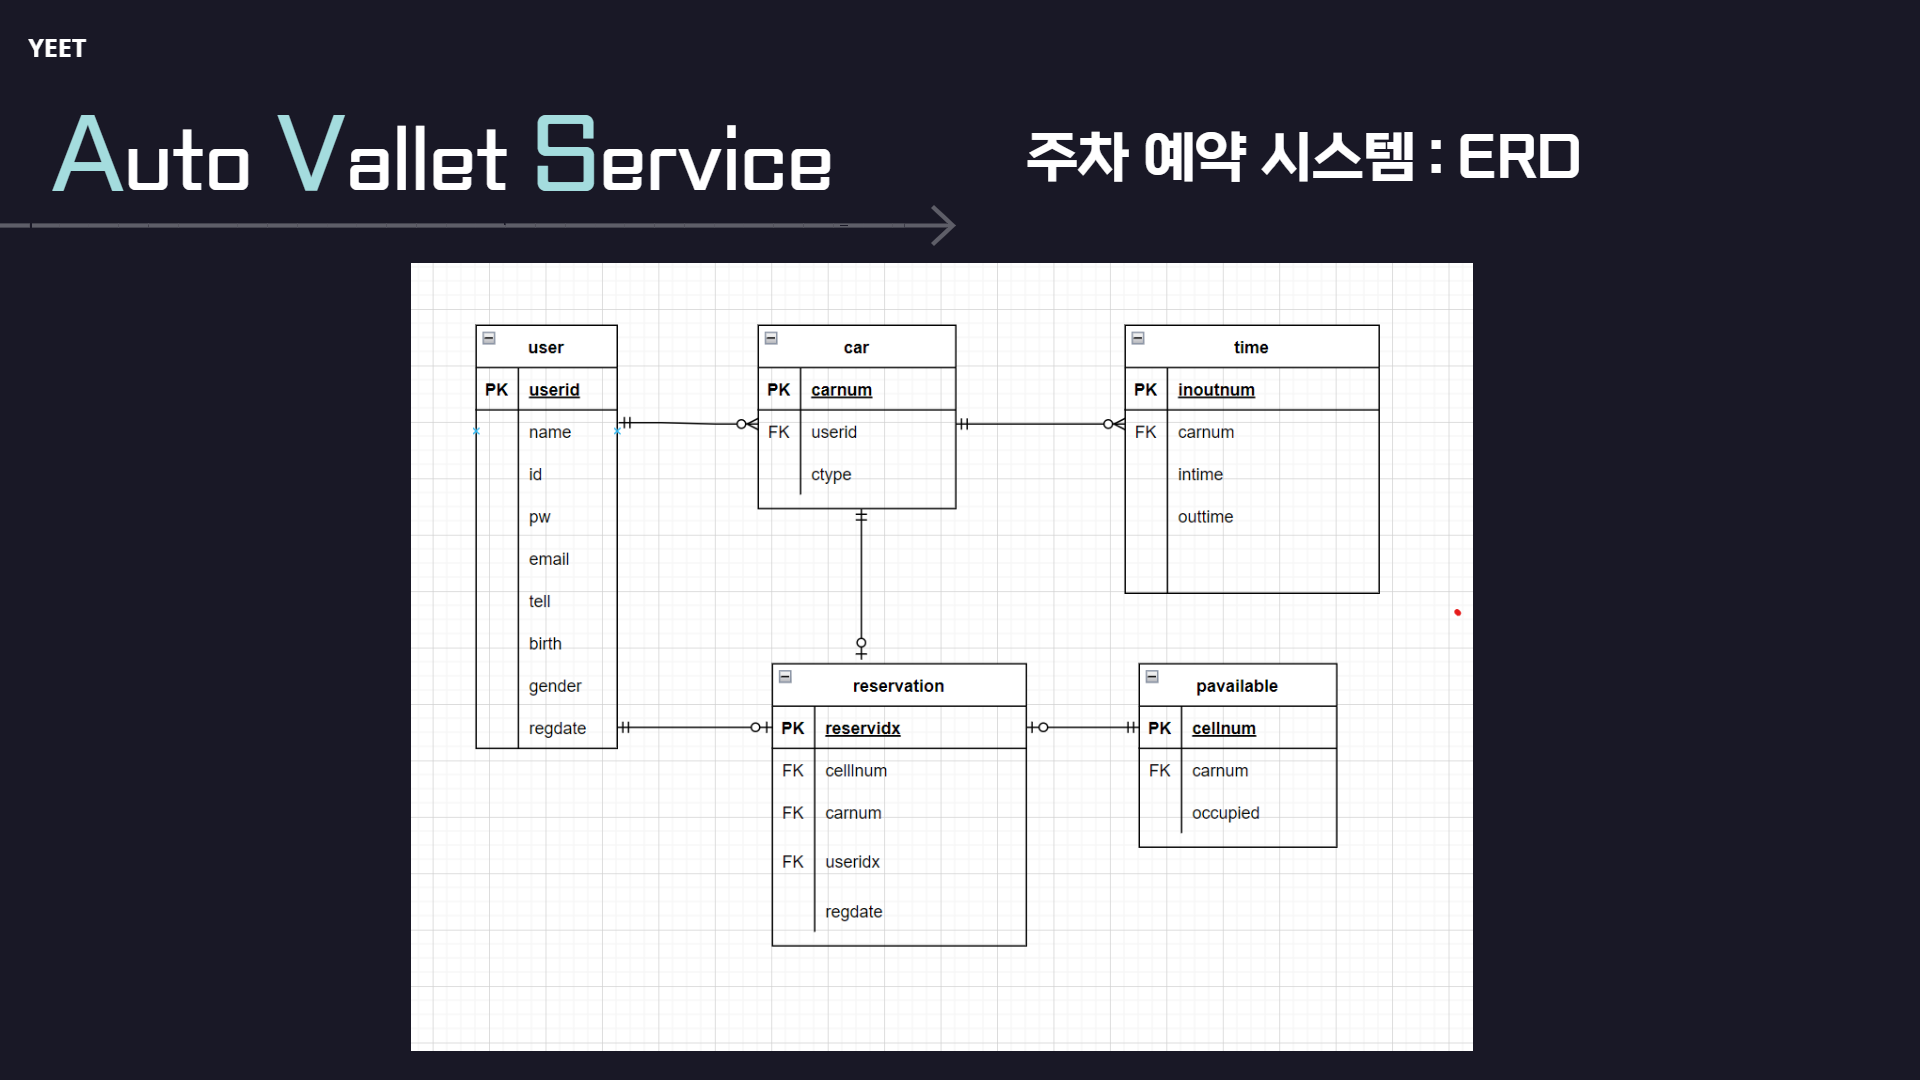 YEET
Auto Vallet Service
주차 예약 시스템 : ERD
user
PK userid
name
id
pw
email
tell
birth
gender
regdate
car
PK carnum
FK userid
ctype
time
PK inoutnum
FK carnum
intime
outtime
reservation
PK reservidx
FK celllnum
FK carnum
FK useridx
regdate
pavailable
PK cellnum
FK carnum
occupied